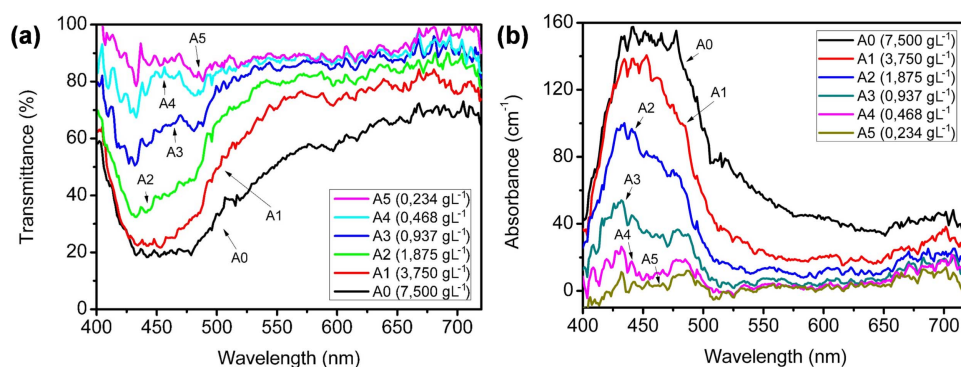 (a)
100
80
60
40
20
0
Transmittance (%)
A5
A4
A3
A2
A1
A0
A5 (0,234 gL⁻¹)
A4 (0,468 gL⁻¹)
A3 (0,937 gL⁻¹)
A2 (1,875 gL⁻¹)
A1 (3,750 gL⁻¹)
A0 (7,500 gL⁻¹)
400 450 500 550 600 650 700
Wavelength (nm)
(b)
160
120
80
40
0
Absorbance (cm⁻¹)
A0
A1
A2
A3
A4
A5
A0 (7,500 gL⁻¹)
A1 (3,750 gL⁻¹)
A2 (1,875 gL⁻¹)
A3 (0,937 gL⁻¹)
A4 (0,468 gL⁻¹)
A5 (0,234 gL⁻¹)
400 450 500 550 600 650 700
Wavelength (nm)